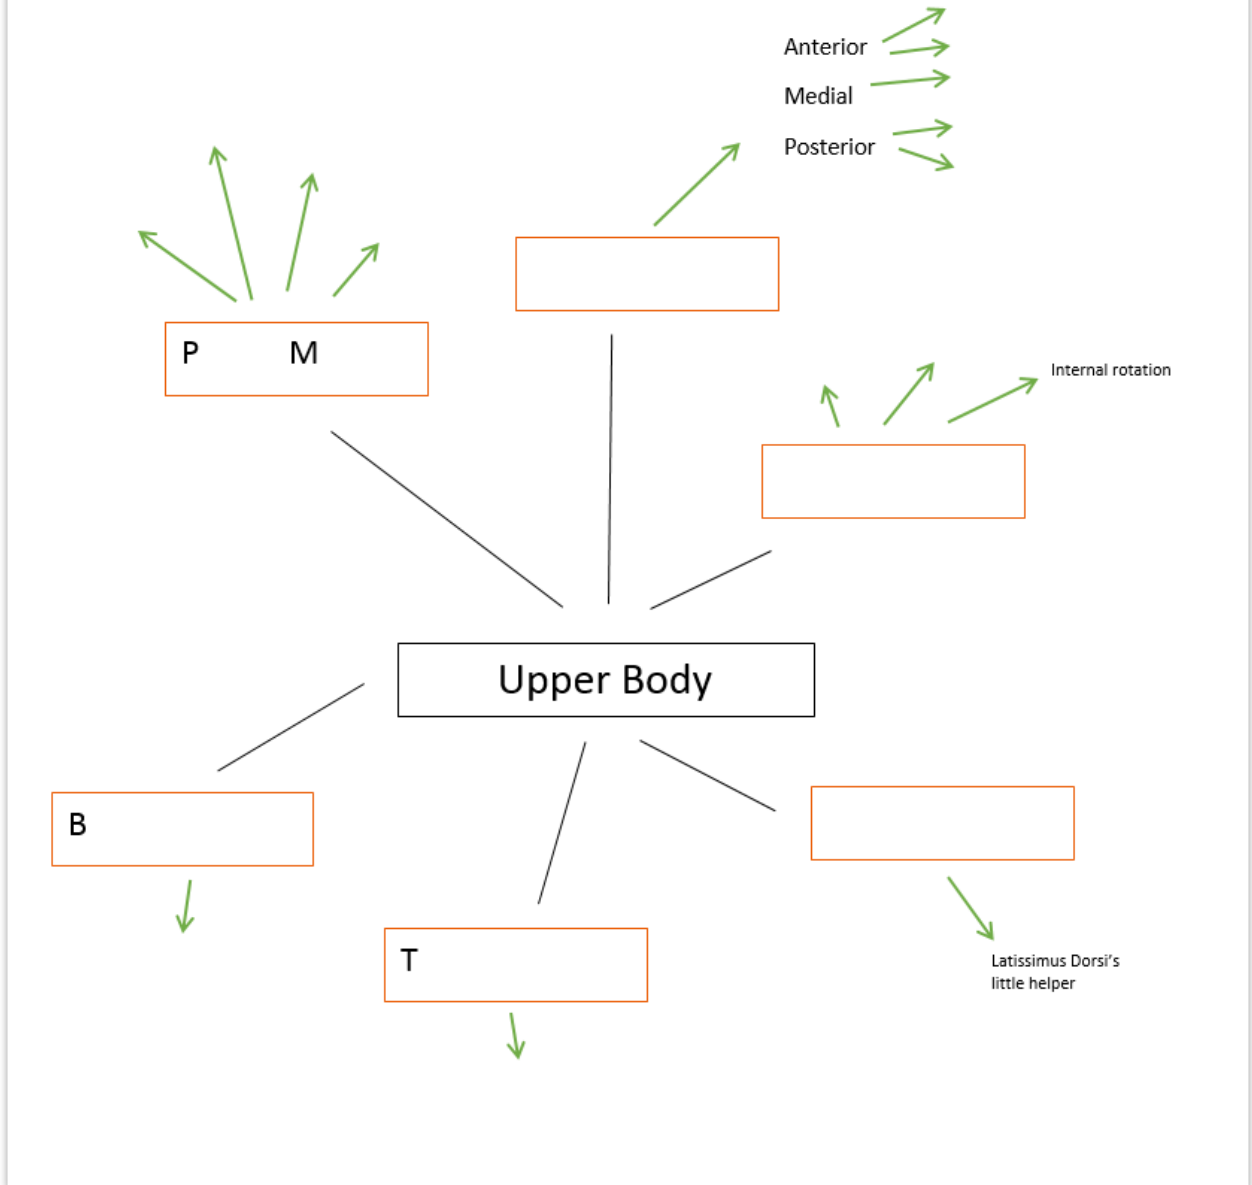 Anterior
Medial
Posterior
P M
Internal rotation
Upper Body
B
T
Latissimus Dorsi’s
little helper